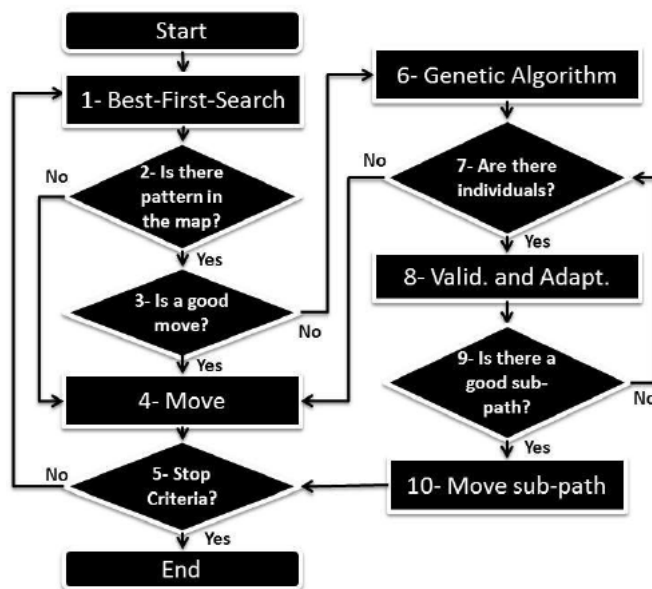 Start
1- Best-First-Search
No
2- Is there
pattern in
the map?
Yes
3- Is a good
move?
No
Yes
4- Move
No
5- Stop
Criteria?
Yes
End
6- Genetic Algorithm
No
7- Are there
individuals?
Yes
8- Valid. and Adapt.
9- Is there a
good sub-
path?
No
Yes
10- Move sub-path